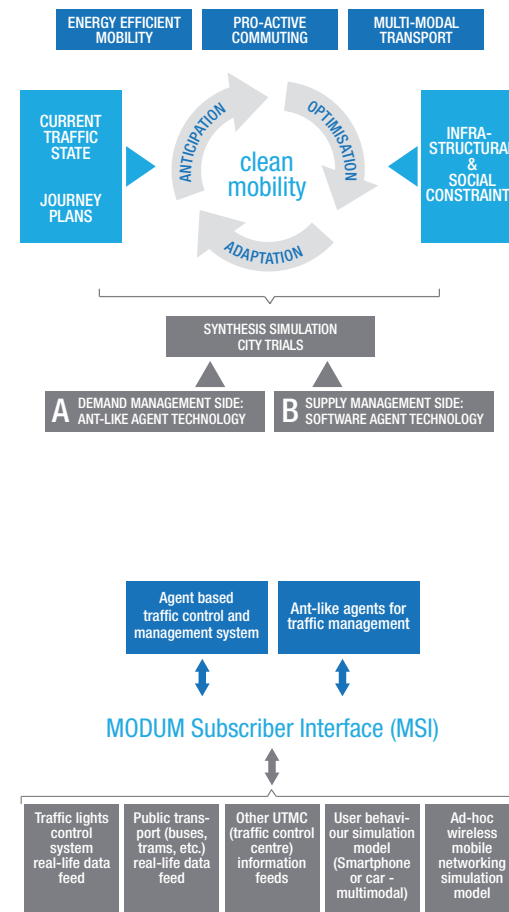 ENERGY EFFICIENT
MOBILITY
PRO-ACTIVE
COMMUTING
MULTI-MODAL
TRANSPORT
CURRENT
TRAFFIC
STATE
JOURNEY
PLANS
ANTICIPATION
OPTIMISATION
ADAPTATION
clean
mobility
INFRA-
STRUCTURAL
&
SOCIAL
CONSTRAINT
SYNTHESIS SIMULATION
CITY TRIALS
A DEMAND MANAGEMENT SIDE:
ANT-LIKE AGENT TECHNOLOGY
B SUPPLY MANAGEMENT SIDE:
SOFTWARE AGENT TECHNOLOGY
Agent based
traffic control and
management system
Ant-like agents for
traffic management
MODUM Subscriber Interface (MSI)
Traffic lights
control
system
real-life data
feed
Public trans-
port (buses,
trams, etc.)
real-life data
feed
Other UTMC
(traffic control
centre)
information
feeds
User behavi-
our simulation
model
(Smartphone
or car -
multimodal)
Ad-hoc
wireless
mobile
networking
simulation
model